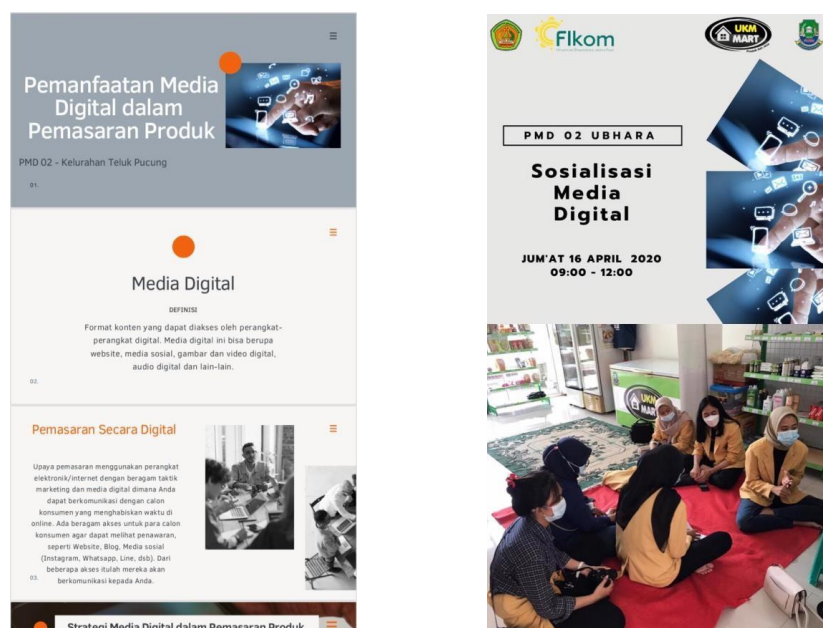 Pemanfaatan Media
Digital dalam
Pemasaran Produk
PMD 02 - Kelurahan Teluk Pucung
01.
Media Digital
DEFINISI
Format konten yang dapat diakses oleh perangkat-
perangkat digital. Media digital ini bisa berupa
website, media sosial, gambar dan video digital,
audio digital dan lain-lain.
02.
Pemasaran Secara Digital
Upaya pemasaran menggunakan perangkat
elektronik/internet dengan beragam taktik
marketing dan media digital dimana Anda
dapat berkomunikasi dengan calon
konsumen yang menghabiskan waktu di
online. Ada beragam akses untuk para calon
konsumen agar dapat melihat penawaran,
seperti Website, Blog, Media sosial
(Instagram, Whatsapp, Line, dsb). Dari
beberapa akses itulah mereka akan
berkomunikasi kepada Anda.
03.
Strategi Media Digital dalam Pemasaran Produk
FIkom
UKM
MART
PMD 02 UBHARA
Sosialisasi
Media
Digital
JUM'AT 16 APRIL 2020
09:00 - 12:00
UKM
MAR